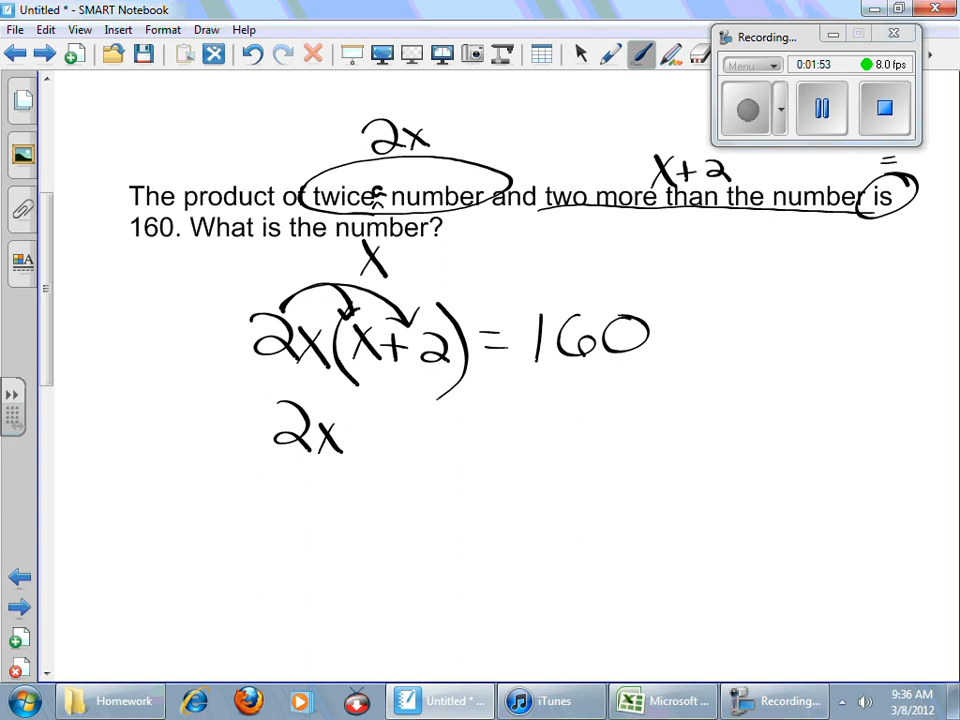 Untitled * - SMART Notebook
File Edit View Insert Format Tools Draw Help
Recording...
Menu 0:01:53 8.0 fps
2x
x+2 =
The product of twice a number and two more than the number is
160. What is the number?
x
2x(x+2)=160
2x
Homework Untitled * ... iTunes Microsoft ... Recording... 9:36 AM
3/8/2012